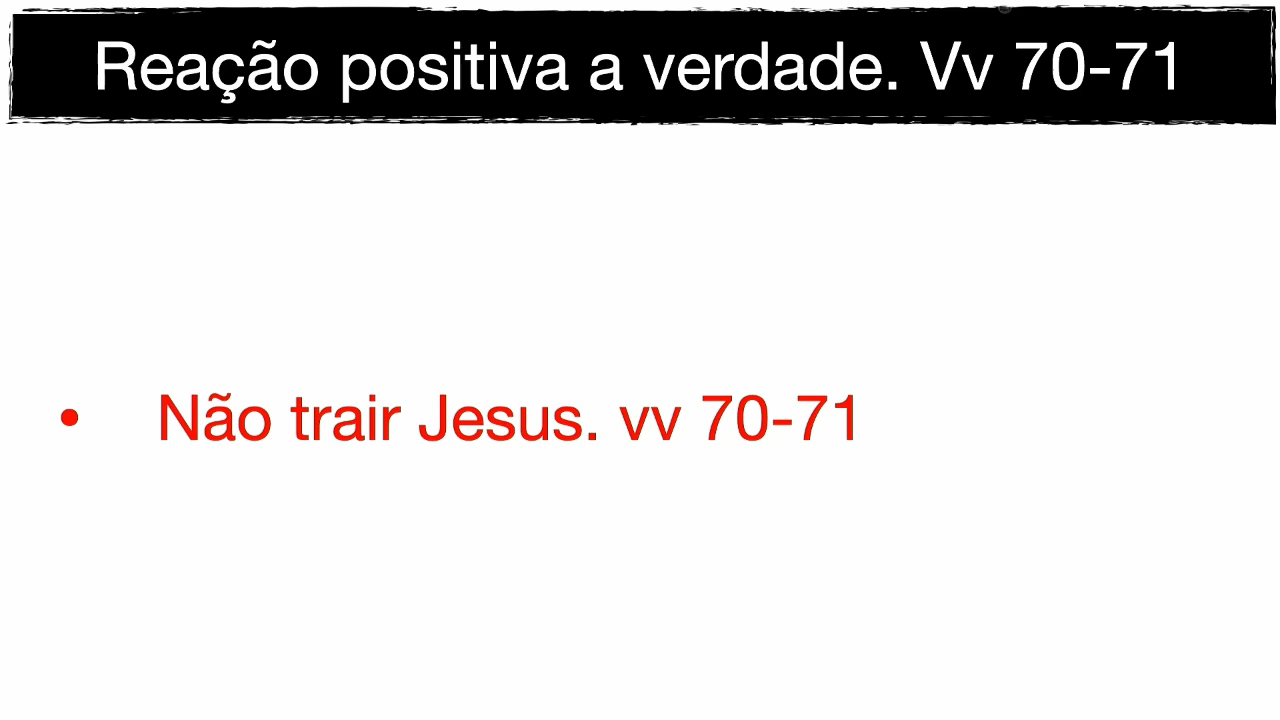 Reação positiva a verdade. Vv 70-71
• Não trair Jesus. vv 70-71